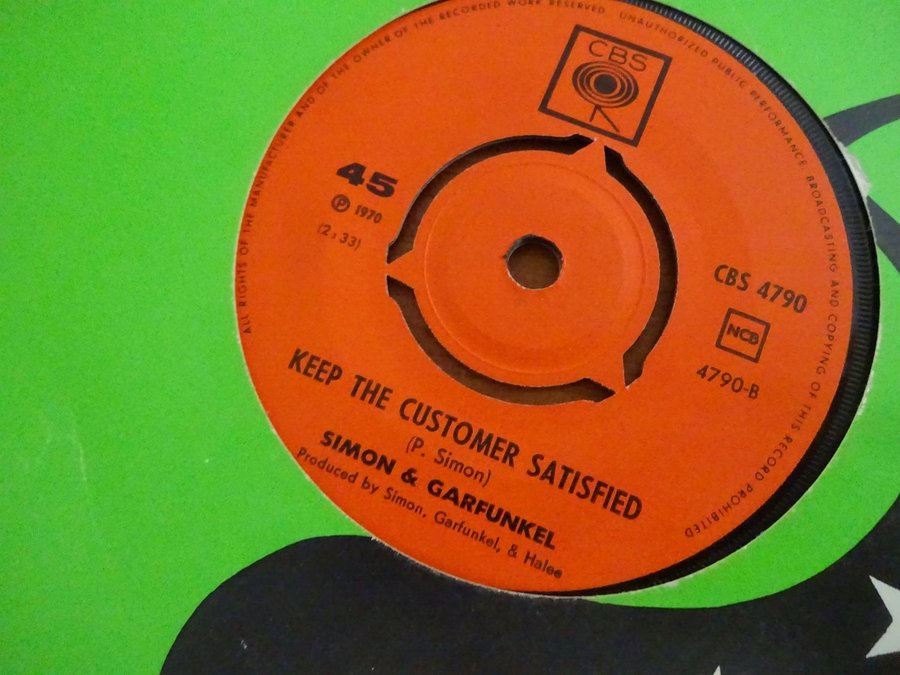 ALL RIGHTS OF THE MANUFACTURER AND OF THE OWNER OF THE RECORDED WORK RESERVED UNAUTHORIZED PUBLIC PERFORMANCE BROADCASTING AND COPYING OF THIS RECORD PROHIBITED
CBS
45
Ⓟ 1970
(2:33)
CBS 4790
NCB
4790-B
KEEP THE CUSTOMER SATISFIED
(P. Simon)
SIMON & GARFUNKEL
Produced by Simon, Garfunkel, & Halee